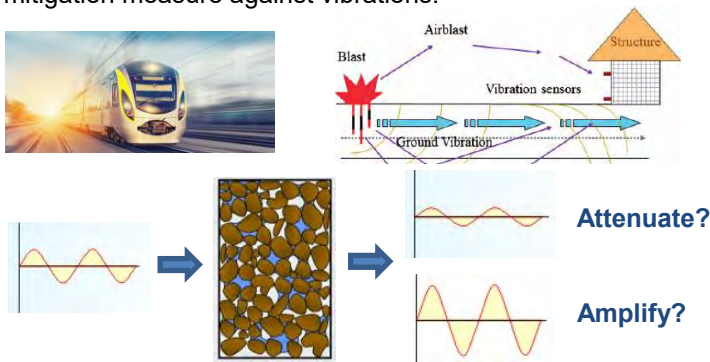 mitigation measure against vibrations.
Airblast
Structure
Blast
Vibration sensors
Ground Vibration
Attenuate?
Amplify?